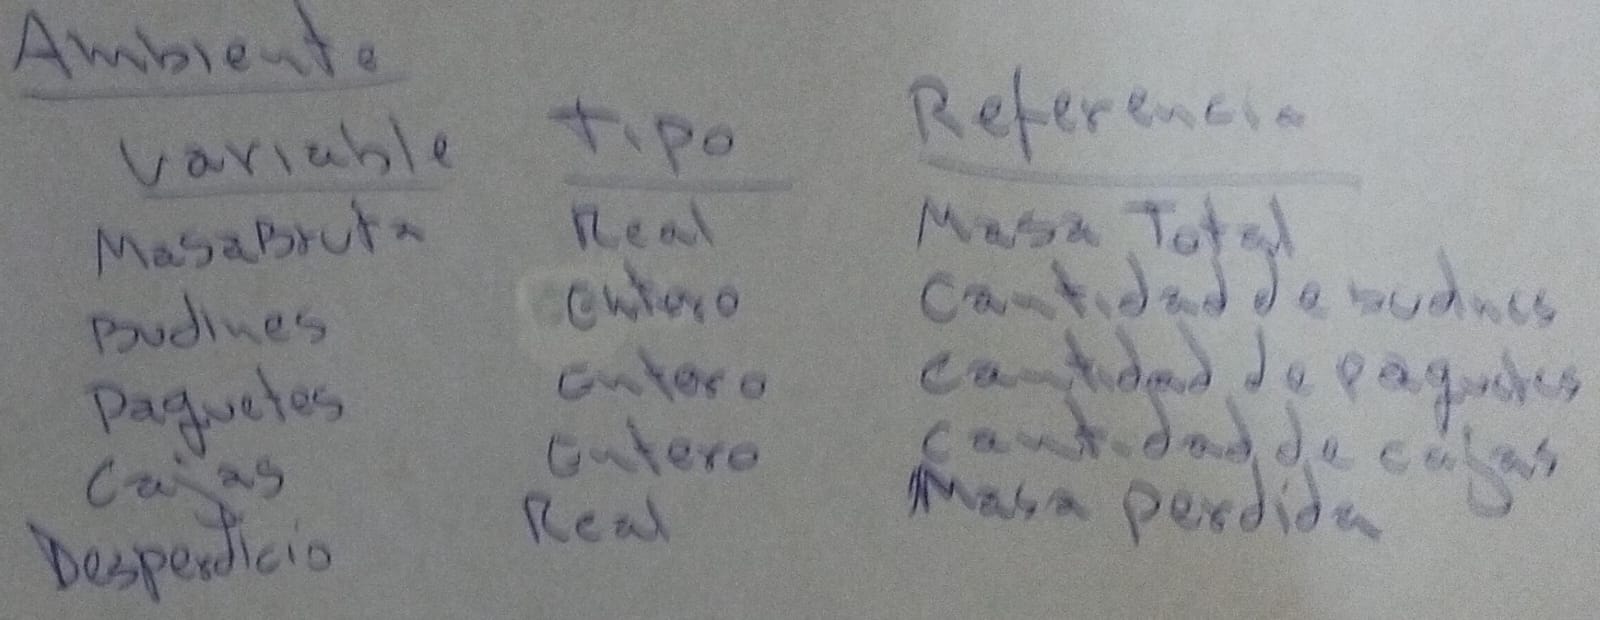 Ambiente
Variable Tipo Referencia
MasaBruta Real Masa Total
Budines entero Cantidad de budines
Paquetes entero cantidad de paquetes
Cajas entero cantidad de cajas
Desperdicio Real Masa perdida